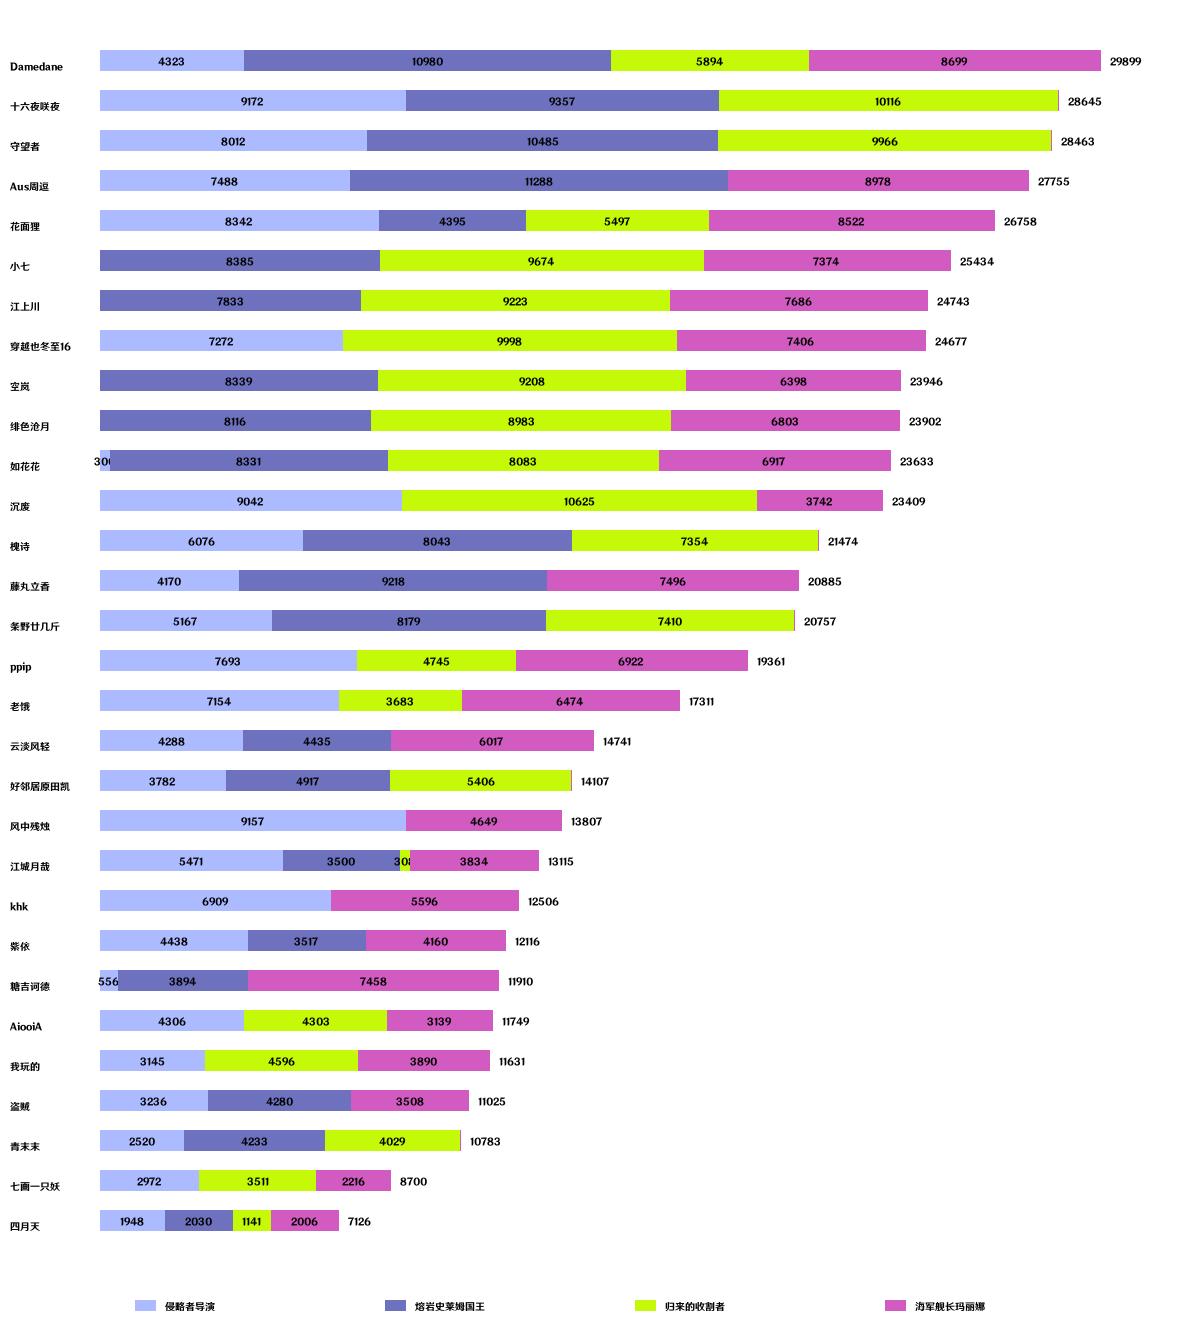 Damedane 4323 10980 5894 8699 29899
十六夜咲夜 9172 9357 10116 28645
守望者 8012 10485 9966 28463
Aus周逗 7488 11288 8978 27755
花面狸 8342 4395 5497 8522 26758
小七 8385 9674 7374 25434
江上川 7833 9223 7686 24743
穿越也冬至16 7272 9998 7406 24677
空岚 8339 9208 6398 23946
绯色沧月 8116 8983 6803 23902
如花花 8331 8083 6917 23633
沉废 9042 10625 3742 23409
槐诗 6076 8043 7354 21474
藤丸立香 4170 9218 7496 20885
条野廿几斤 5167 8179 7410 20757
ppip 7693 4745 6922 19361
老饿 7154 3683 6474 17311
云淡风轻 4288 4435 6017 14741
好邻居原田凯 3782 4917 5406 14107
风中残烛 9157 4649 13807
江城月哉 5471 3500 3834 13115
khk 6909 5596 12506
紫依 4438 3517 4160 12116
糖吉诃德 556 3894 7458 11910
AiooiA 4306 4303 3139 11749
我玩的 3145 4596 3890 11631
盗贼 3236 4280 3508 11025
青末末 2520 4233 4029 10783
七画一只妖 2972 3511 2216 8700
四月天 1948 2030 1141 2006 7126
侵略者导演 熔岩史莱姆国王 归来的收割者 海军舰长玛丽娜